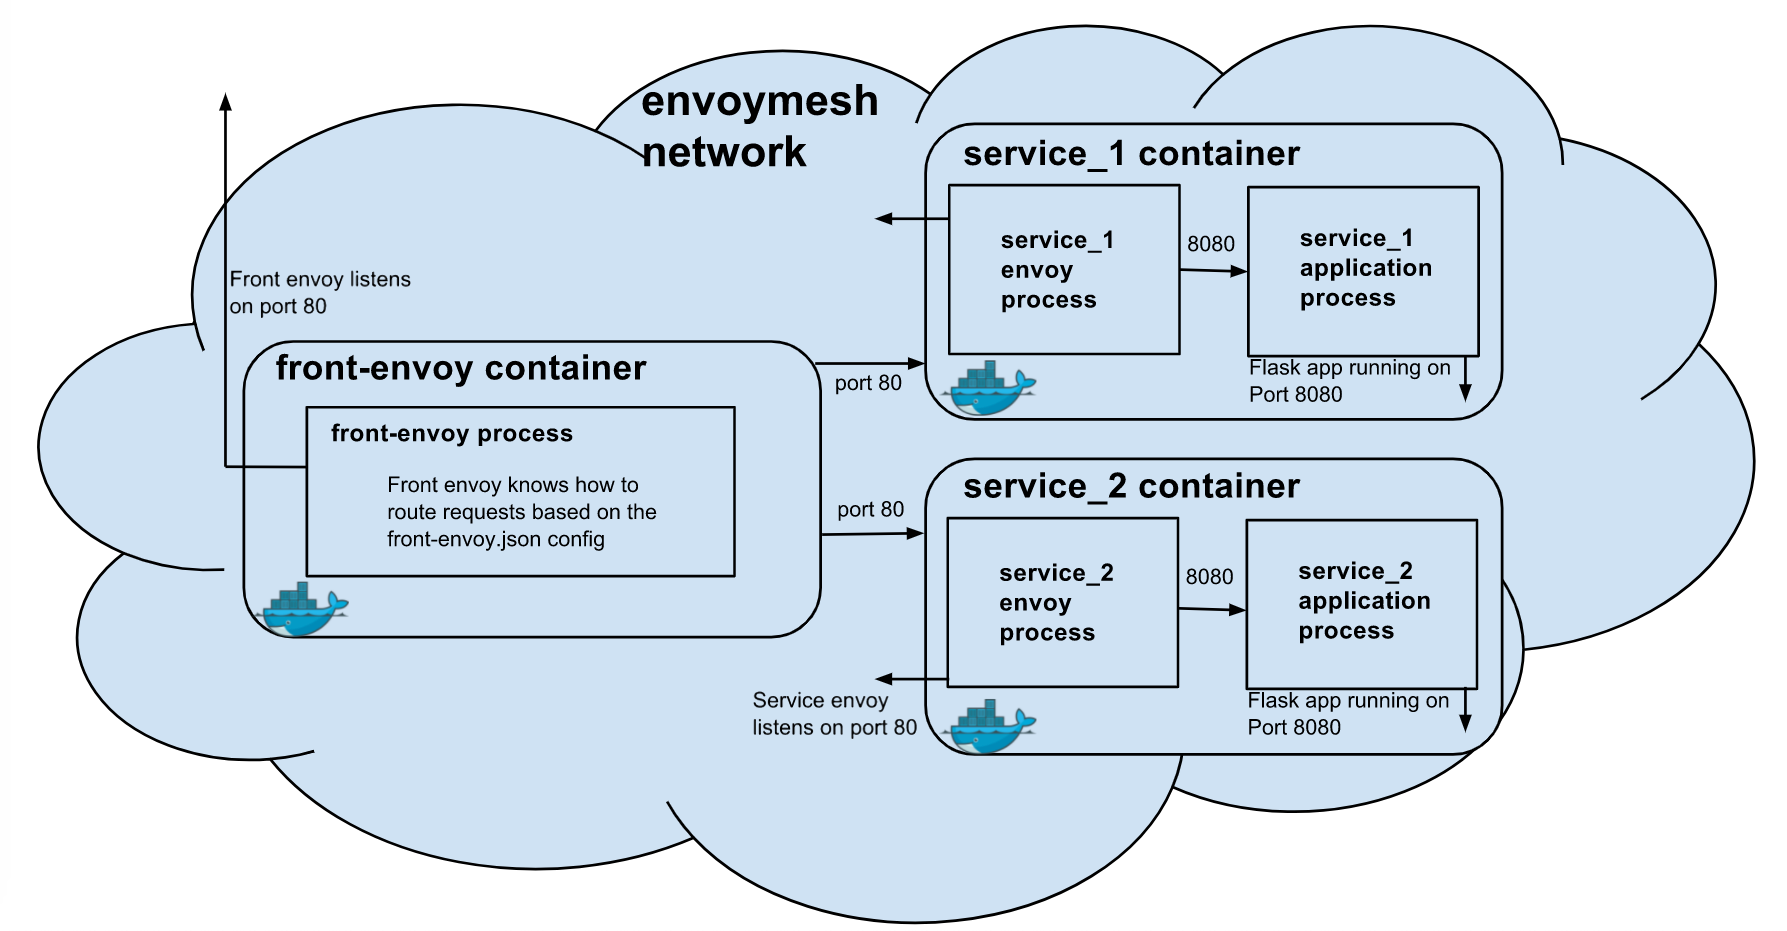 envoymesh
network
service_1 container
service_1
envoy
process
8080
service_1
application
process
Flask app running on
Port 8080
Front envoy listens
on port 80
front-envoy container
port 80
front-envoy process
Front envoy knows how to
route requests based on the
front-envoy.json config
port 80
service_2 container
service_2
envoy
process
8080
service_2
application
process
Service envoy
listens on port 80
Flask app running on
Port 8080